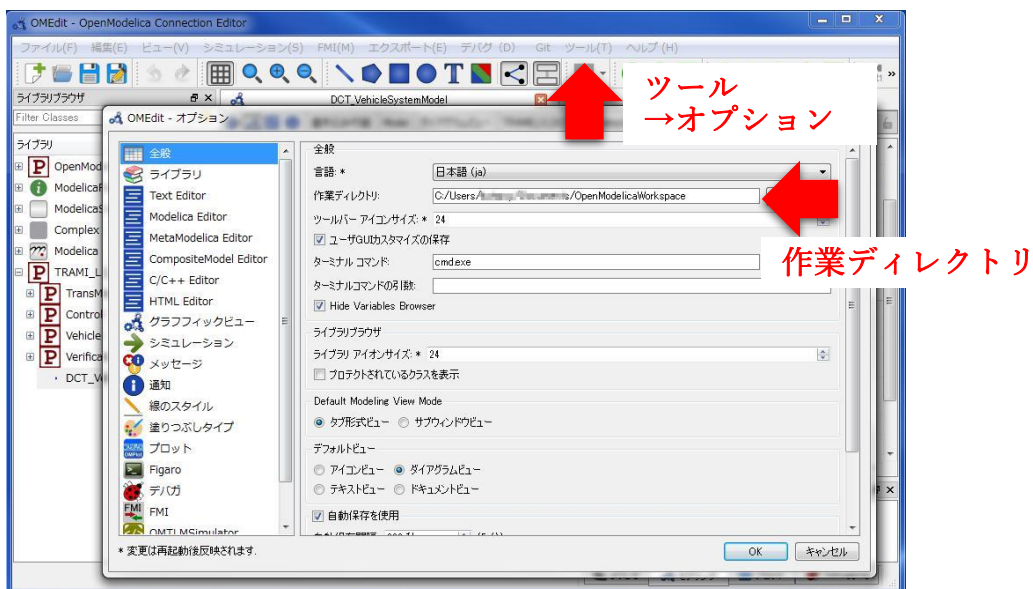 OMEdit - OpenModelica Connection Editor
ファイル(F) 編集(E) ビュー(V) シミュレーション(S) FMI(M) エクスポート(E) デバグ (D) Git ツール(T) ヘルプ (H)
ライブラリブラウザ
DCT_VehicleSystemModel
Filter Classes
ツール
→オプション
OMEdit - オプション
ライブラリ
OpenMod
Modelica
ModelicaS
Complex
Modelica
TRAMI_L
TransM
Contro
Vehicle
Verifica
DCT_V
全般
ライブラリ
Text Editor
Modelica Editor
MetaModelica Editor
CompositeModel Editor
C/C++ Editor
HTML Editor
グラフフィックビュー
シミュレーション
メッセージ
通知
線のスタイル
塗りつぶしタイプ
プロット
Figaro
デバガ
FMI
OMTLMSimulator
全般
言語: * 日本語 (ja)
作業ディレクトリ: C:/Users/ s/OpenModelicaWorkspace
ツールバー アイコンサイズ: * 24
ユーザGUIカスタマイズの保存
ターミナル コマンド: cmd.exe
ターミナルコマンドの引数:
Hide Variables Browser
作業ディレクトリ
ライブラリブラウザ
ライブラリ アイオンサイズ: * 24
プロテクトされているクラスを表示
Default Modeling View Mode
タブ形式ビュー サブウィンドウビュー
デフォルトビュー
アイコンビュー ダイアグラムビュー
テキストビュー ドキュメントビュー
自動保存を使用
* 変更は再起動後反映されます.
OK キャンセル